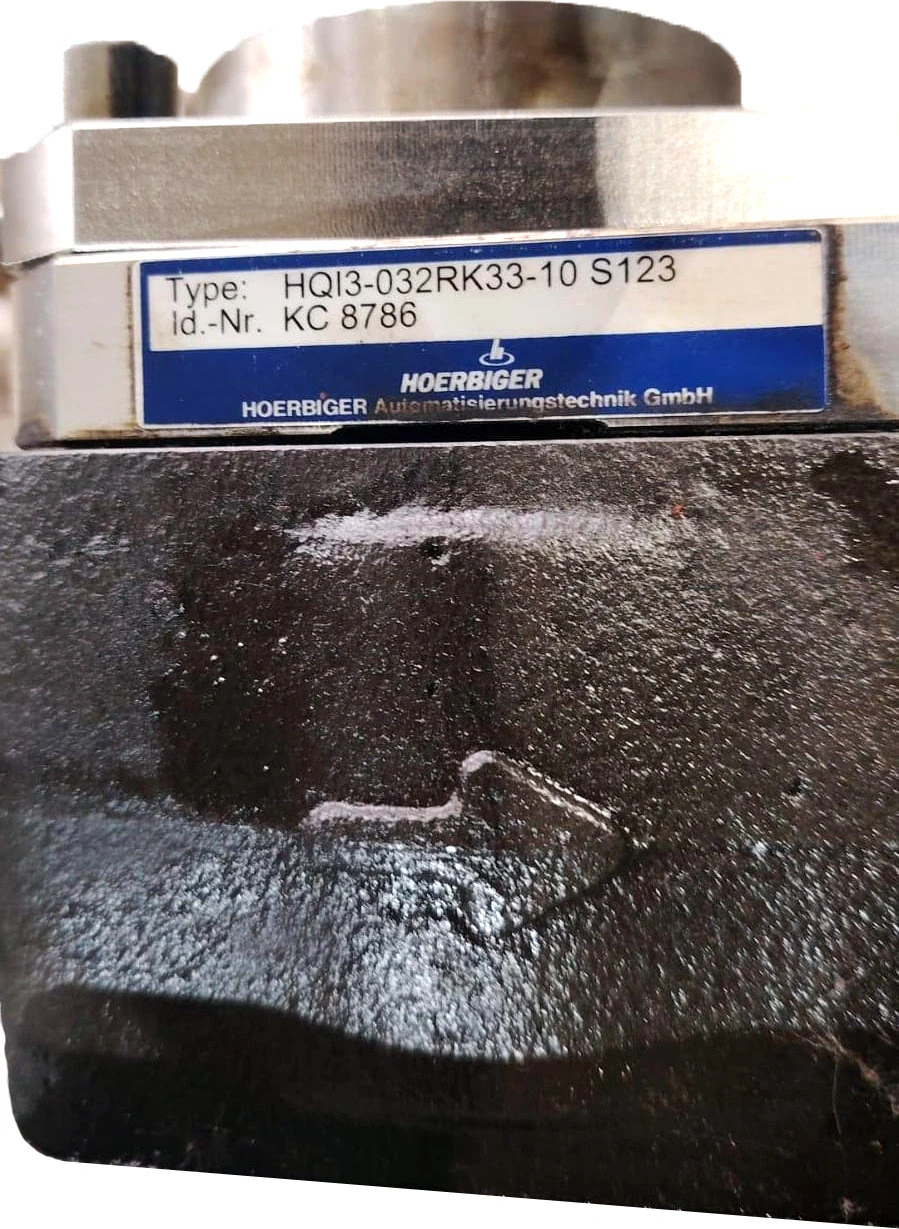 Type: HQI3-032RK33-10 S123
Id.-Nr. KC 8786
HOERBIGER
HOERBIGER Automatisierungstechnik GmbH